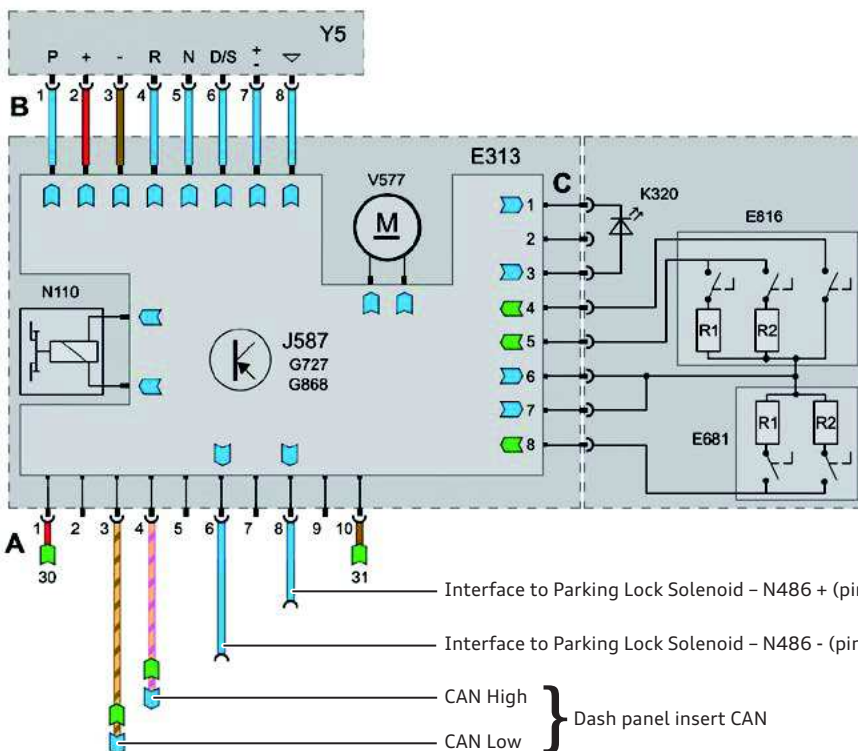 Y5
P + - R N D/S + -
B 1 2 3 4 5 6 7 8
E313
V577
M
C
K320
E816
1
2
3
4
5
6
7
8
N110
J587
G727
G868
R1 R2
E681
R1 R2
A 1 2 3 4 5 6 7 8 9 10
30 31
Interface to Parking Lock Solenoid – N486 + (pin
Interface to Parking Lock Solenoid – N486 - (pin
CAN High
Dash panel insert CAN
CAN Low